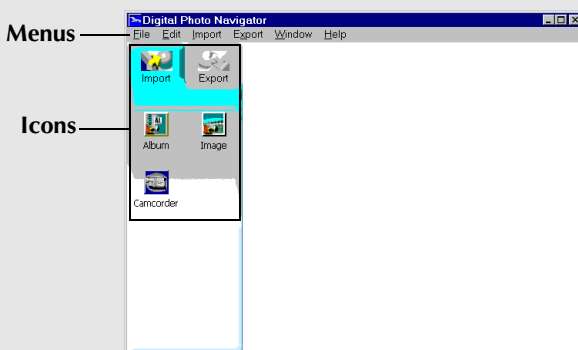 Digital Photo Navigator
Menus
File Edit Import Export Window Help
Import Export
Icons
Album Image
Camcorder